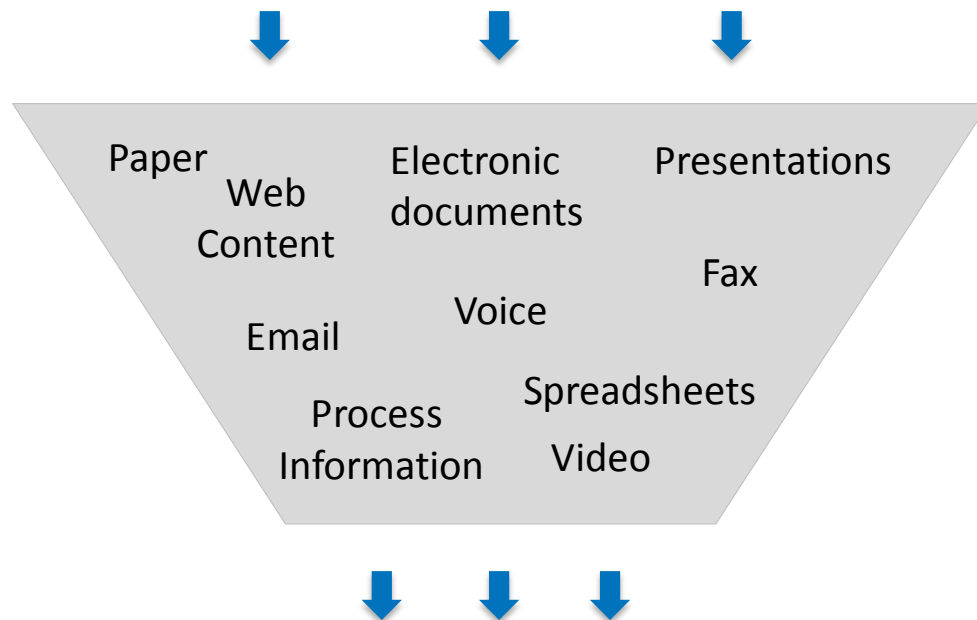 Paper
Web
Content
Electronic
documents
Presentations
Fax
Voice
Email
Spreadsheets
Process
Information
Video